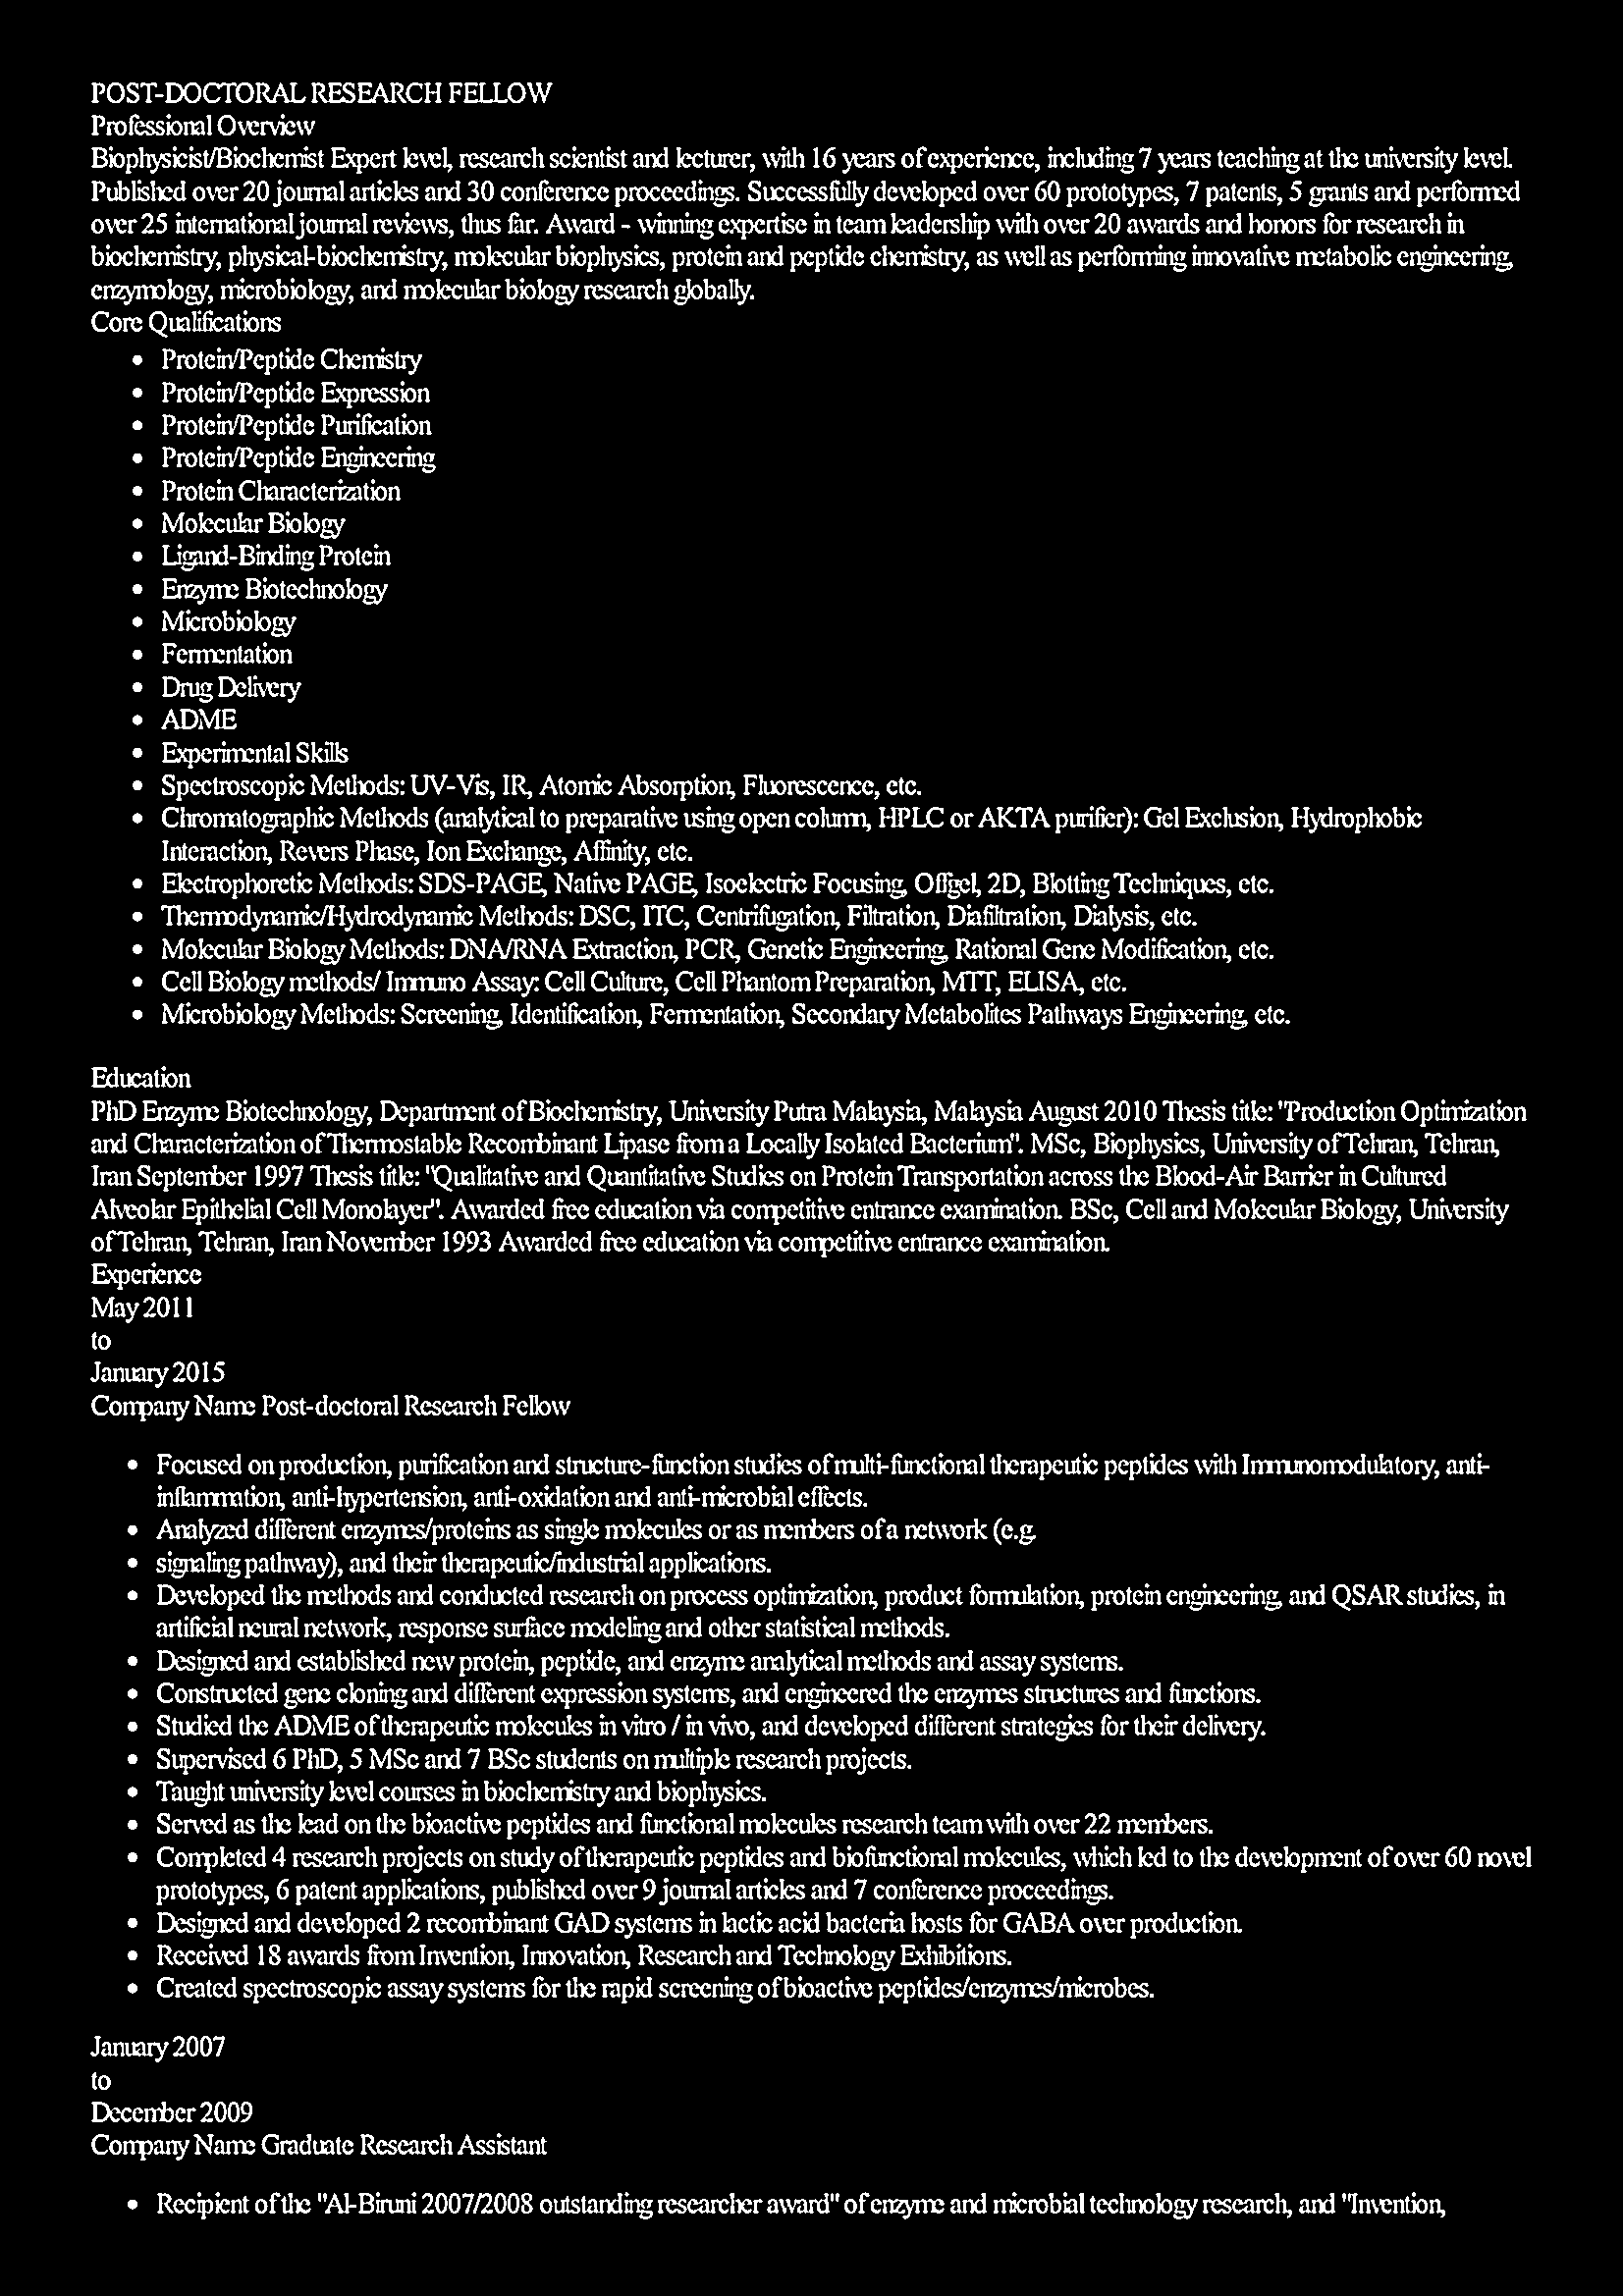 POST-DOCTORAL RESEARCH FELLOW
Professional Overview
Biophysicist/Biochemist Expert level, research scientist and lecturer, with 16 years of experience, including 7 years teaching at the university level.
Published over 20 journal articles and 30 conference proceedings. Successfully developed over 60 prototypes, 7 patents, 5 grants and performed
over 25 international journal reviews, thus far. Award - winning expertise in team leadership with over 20 awards and honors for research in
biochemistry, physical-biochemistry, molecular biophysics, protein and peptide chemistry, as well as performing innovative metabolic engineering,
enzymology, microbiology, and molecular biology research globally.
Core Qualifications
• Protein/Peptide Chemistry
• Protein/Peptide Expression
• Protein/Peptide Purification
• Protein/Peptide Engineering
• Protein Characterization
• Molecular Biology
• Ligand-Binding Protein
• Enzyme Biotechnology
• Microbiology
• Fermentation
• Drug Delivery
• ADME
• Experimental Skills
• Spectroscopic Methods: UV-Vis, IR, Atomic Absorption, Fluorescence, etc.
• Chromatographic Methods (analytical to preparative using open column, HPLC or AKTA purifier): Gel Exclusion, Hydrophobic
Interaction, Revers Phase, Ion Exchange, Affinity, etc.
• Electrophoretic Methods: SDS-PAGE, Native PAGE, Isoelectric Focusing, Offgel, 2D, Blotting Techniques, etc.
• Thermodynamic/Hydrodynamic Methods: DSC, ITC, Centrifugation, Filtration, Diafiltration, Dialysis, etc.
• Molecular Biology Methods: DNA/RNA Extraction, PCR, Genetic Engineering, Rational Gene Modification, etc.
• Cell Biology methods/ Immuno Assay: Cell Culture, Cell Phantom Preparation, MTT, ELISA, etc.
• Microbiology Methods: Screening, Identification, Fermentation, Secondary Metabolites Pathways Engineering, etc.
Education
PhD Enzyme Biotechnology, Department of Biochemistry, University Putra Malaysia, Malaysia August 2010 Thesis title: "Production Optimization
and Characterization of Thermostable Recombinant Lipase from a Locally Isolated Bacterium". MSc, Biophysics, University of Tehran, Tehran,
Iran September 1997 Thesis title: "Qualitative and Quantitative Studies on Protein Transportation across the Blood-Air Barrier in Cultured
Alveolar Epithelial Cell Monolayer". Awarded free education via competitive entrance examination. BSc, Cell and Molecular Biology, University
of Tehran, Tehran, Iran November 1993 Awarded free education via competitive entrance examination.
Experience
May 2011
to
January 2015
Company Name Post-doctoral Research Fellow
• Focused on production, purification and structure-function studies of multi-functional therapeutic peptides with Immunomodulatory, anti-
inflammation, anti-hypertension, anti-oxidation and anti-microbial effects.
• Analyzed different enzymes/proteins as single molecules or as members of a network (e.g.
• signaling pathway), and their therapeutic/industrial applications.
• Developed the methods and conducted research on process optimization, product formulation, protein engineering, and QSAR studies, in
artificial neural network, response surface modeling and other statistical methods.
• Designed and established new protein, peptide, and enzyme analytical methods and assay systems.
• Constructed gene cloning and different expression systems, and engineered the enzymes structures and functions.
• Studied the ADME of therapeutic molecules in vitro / in vivo, and developed different strategies for their delivery.
• Supervised 6 PhD, 5 MSc and 7 BSc students on multiple research projects.
• Taught university level courses in biochemistry and biophysics.
• Served as the lead on the bioactive peptides and functional molecules research team with over 22 members.
• Completed 4 research projects on study of therapeutic peptides and biofunctional molecules, which led to the development of over 60 novel
prototypes, 6 patent applications, published over 9 journal articles and 7 conference proceedings.
• Designed and developed 2 recombinant GAD systems in lactic acid bacteria hosts for GABA over production.
• Received 18 awards from Invention, Innovation, Research and Technology Exhibitions.
• Created spectroscopic assay systems for the rapid screening of bioactive peptides/enzymes/microbes.
January 2007
to
December 2009
Company Name Graduate Research Assistant
• Recipient of the "Al-Biruni 2007/2008 outstanding researcher award" of enzyme and microbial technology research, and "Invention,